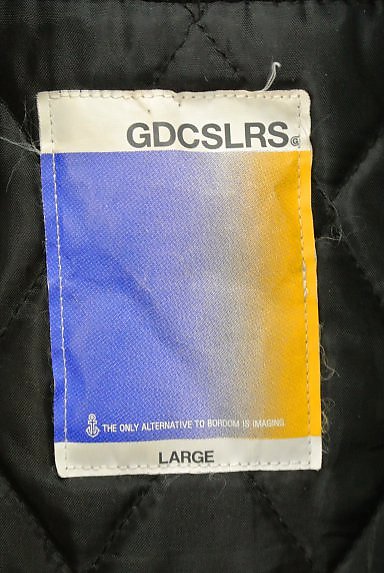 GDCSLRS
THE ONLY ALTERNATIVE TO BORDOM IS IMAGING
LARGE